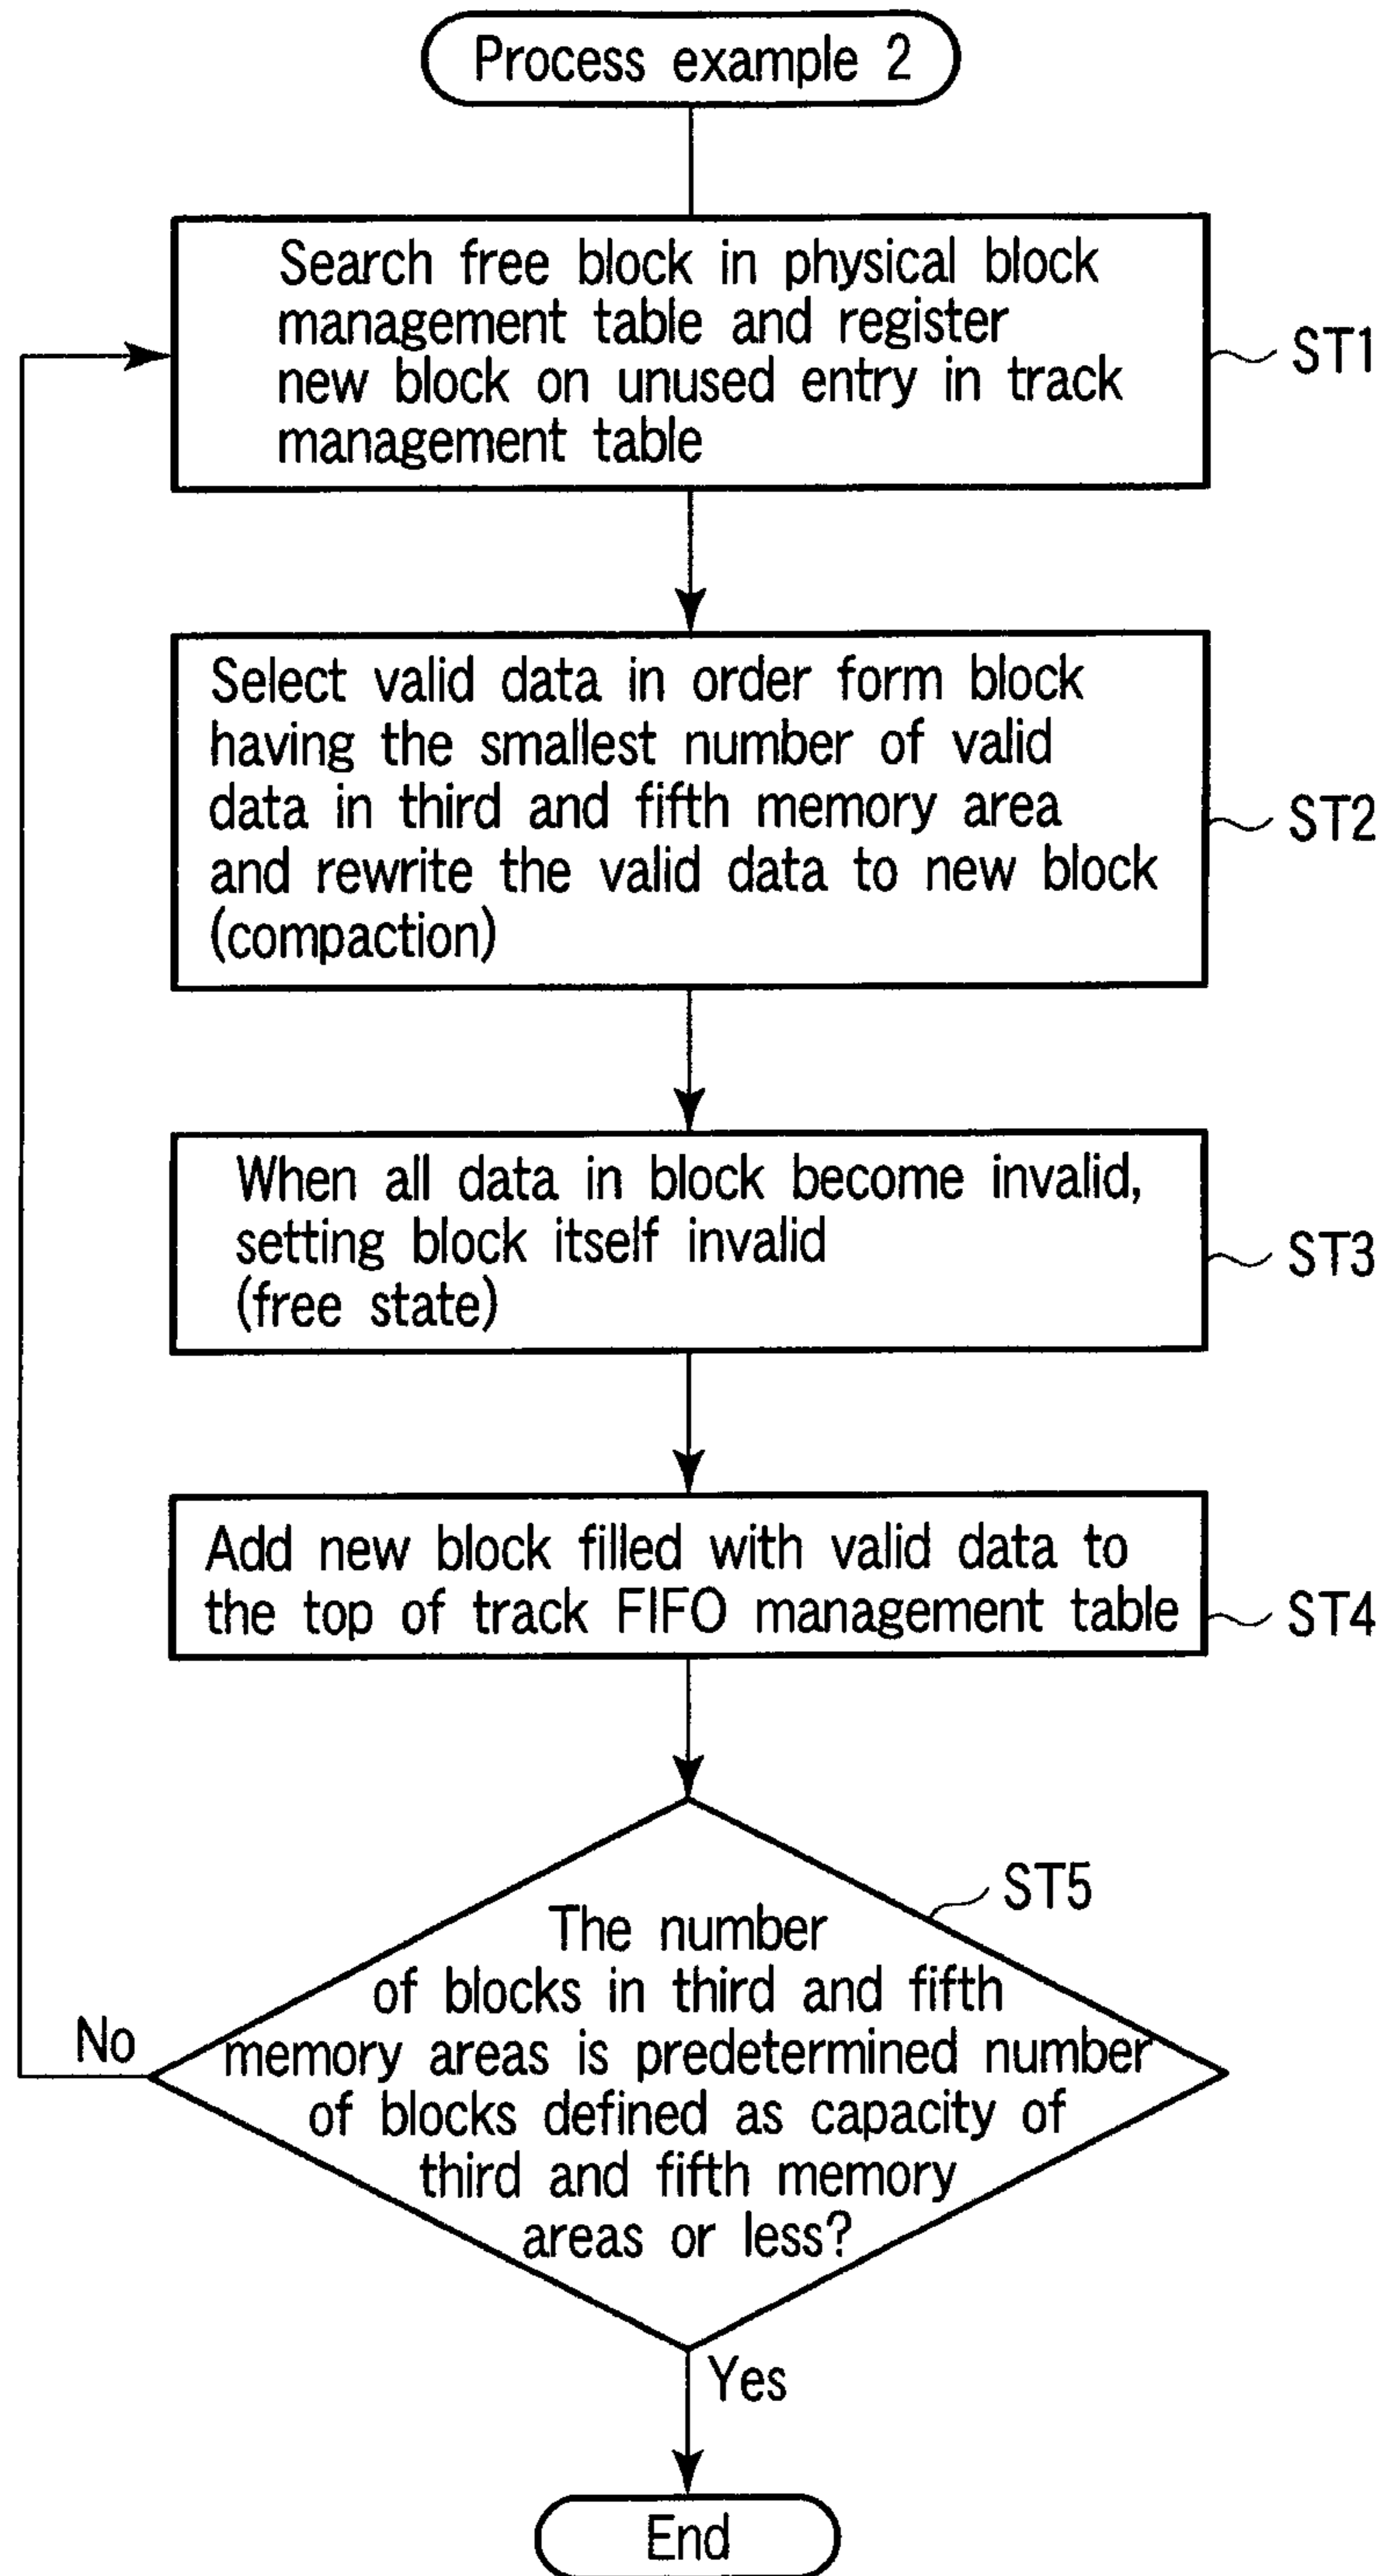 Process example 2
Search free block in physical block
management table and register
new block on unused entry in track
management table
ST1
Select valid data in order form block
having the smallest number of valid
data in third and fifth memory area
and rewrite the valid data to new block
(compaction)
ST2
When all data in block become invalid,
setting block itself invalid
(free state)
ST3
Add new block filled with valid data to
the top of track FIFO management table
ST4
ST5
The number
of blocks in third and fifth
memory areas is predetermined number
of blocks defined as capacity of
third and fifth memory
areas or less?
No
Yes
End